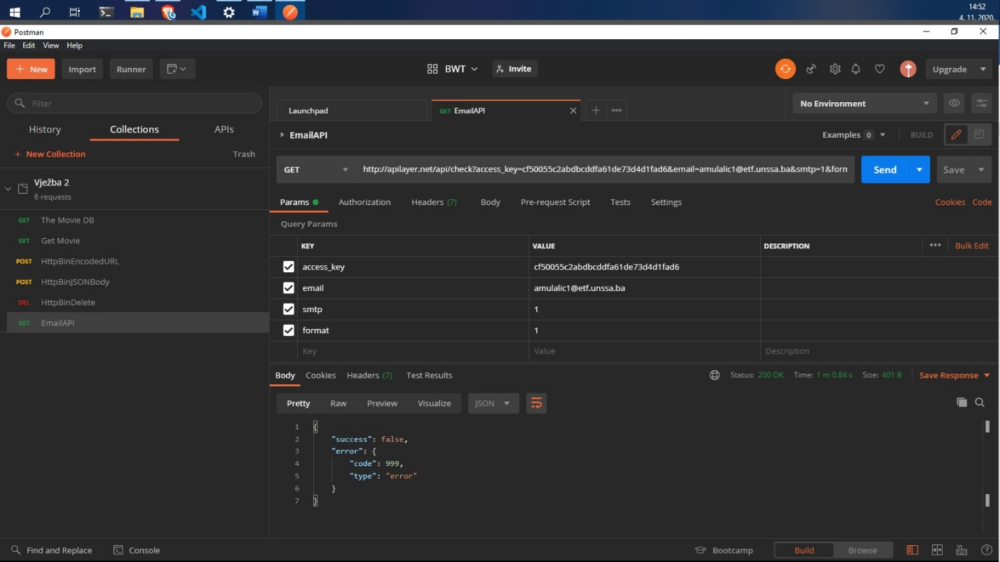 14:52
4. 11. 2020.
Postman
File Edit View Help
New Import Runner BWT Invite Upgrade
Filter
Launchpad GET EmailAPI No Environment
History Collections APIs
EmailAPI Examples 0 BUILD
+ New Collection Trash
GET http://apilayer.net/api/check?access_key=cf50055c2abdbcddfa61de73d4d1fad6&email=amulalic1@etf.unssa.ba&smtp=1&forn Send Save
Vježba 2
6 requests
Params Authorization Headers (7) Body Pre-request Script Tests Settings Cookies Code
GET The Movie DB
GET Get Movie
POST HttpBinEncodedURL
POST HttpBinJSONBody
DEL HttpBinDelete
GET EmailAPI
Query Params
KEY VALUE DESCRIPTION Bulk Edit
access_key cf50055c2abdbcddfa61de73d4d1fad6
email amulalic1@etf.unssa.ba
smtp 1
format 1
Key Value Description
Body Cookies Headers (7) Test Results Status: 200 OK Time: 1 m 0.84 s Size: 401 B Save Response
Pretty Raw Preview Visualize JSON
1 {
2 "success": false,
3 "error": {
4 "code": 999,
5 "type": "error"
6 }
7 }
Find and Replace Console Bootcamp Build Browse